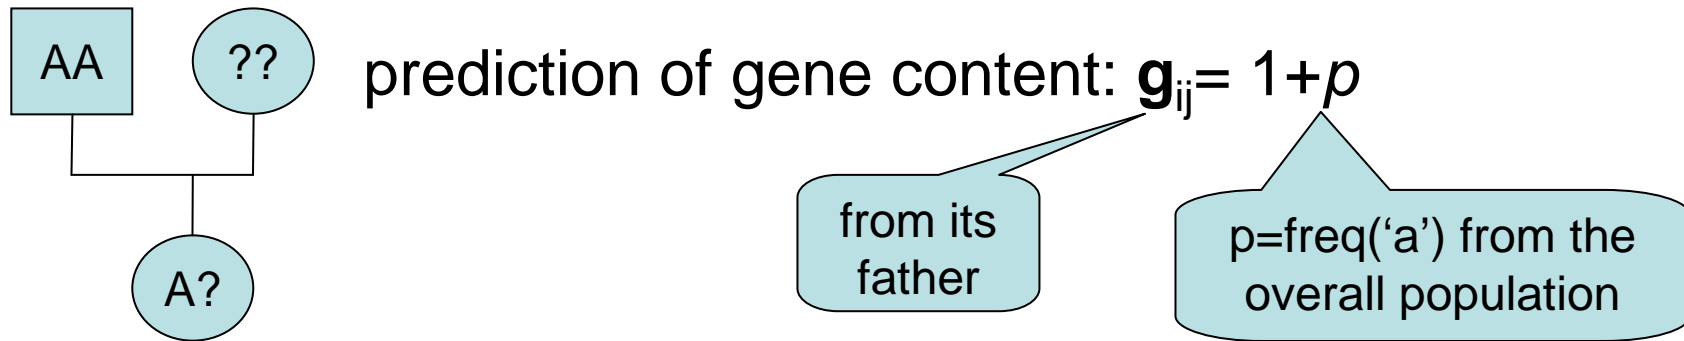 AA
??
prediction of gene content: gij= 1+p
from its
father
p=freq(‘a’) from the
overall population
A?